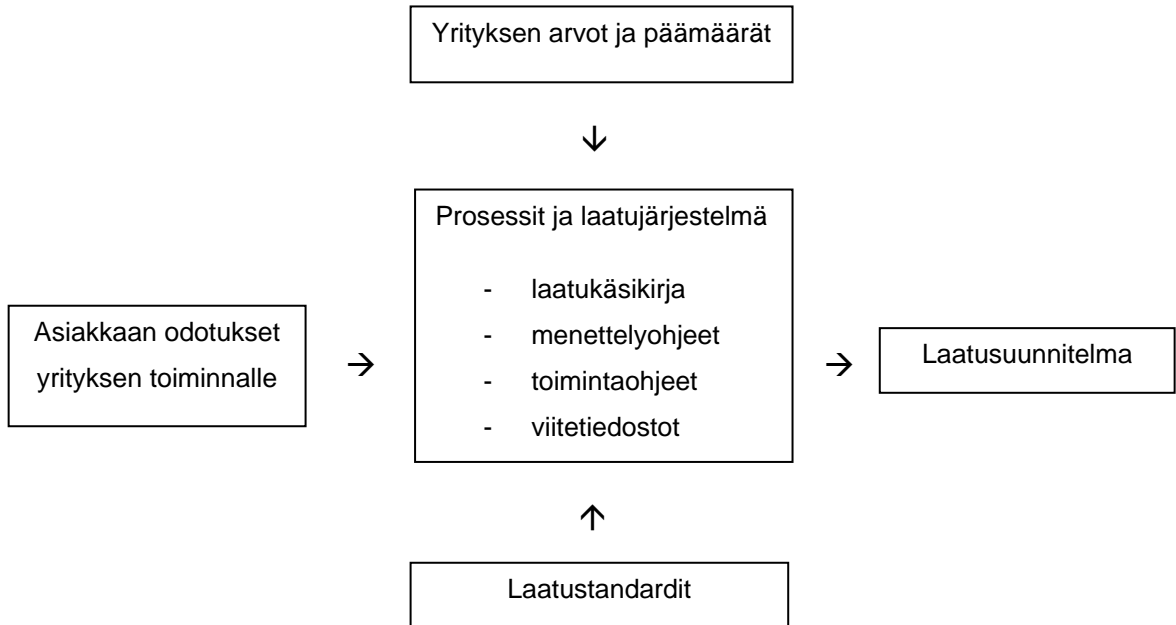 Yrityksen arvot ja päämäärät
↓
Prosessit ja laatujärjestelmä
- laatukäsikirja
- menettelyohjeet
- toimintaohjeet
- viitetiedostot
Asiakkaan odotukset
yrityksen toiminnalle
→
→
Laatusuunnitelma
↑
Laatustandardit